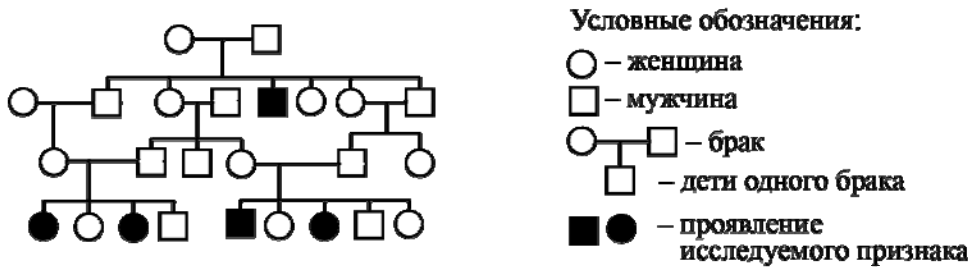 Условные обозначения:
– женщина
– мужчина
– брак
– дети одного брака
– проявление
исследуемого признака